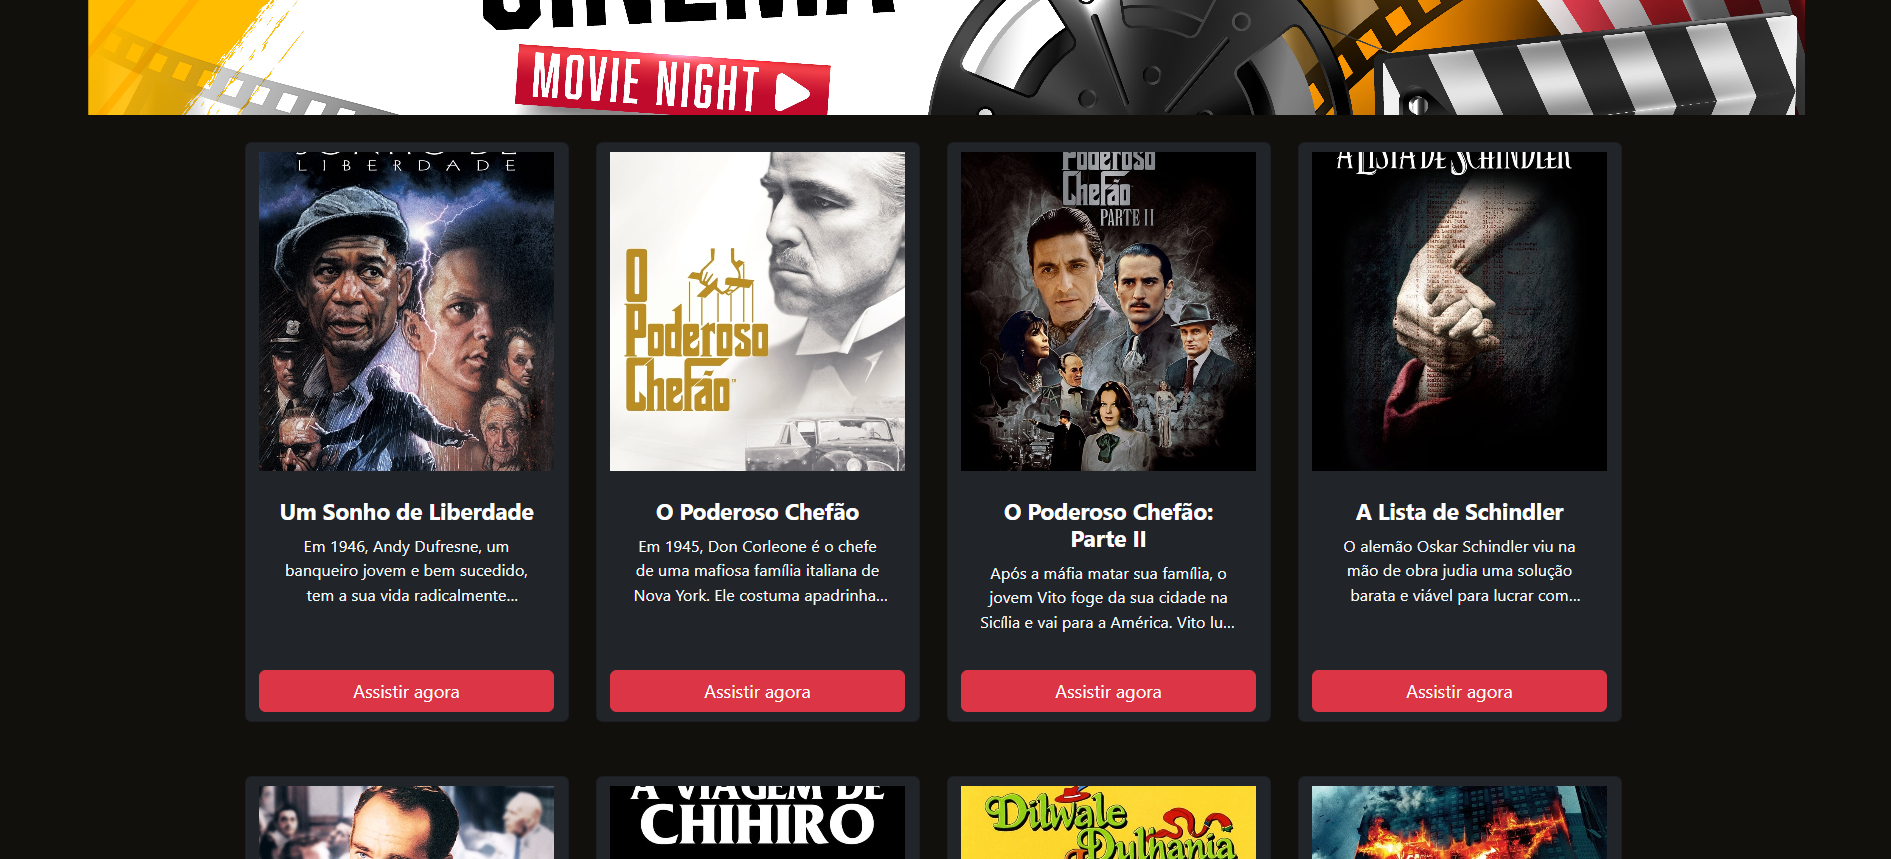 CINEMA
MOVIE NIGHT
SONHO DE
LIBERDADE
O
Poderoso
Chefão
Poderoso
Chefão
PARTE II
A LISTA DE SCHINDLER
Um Sonho de Liberdade
Em 1946, Andy Dufresne, um
banqueiro jovem e bem sucedido,
tem a sua vida radicalmente...
Assistir agora
O Poderoso Chefão
Em 1945, Don Corleone é o chefe
de uma mafiosa família italiana de
Nova York. Ele costuma apadrinha...
Assistir agora
O Poderoso Chefão:
Parte II
Após a máfia matar sua família, o
jovem Vito foge da sua cidade na
Sicília e vai para a América. Vito lu...
Assistir agora
A Lista de Schindler
O alemão Oskar Schindler viu na
mão de obra judia uma solução
barata e viável para lucrar com...
Assistir agora
A VIAGEM DE
CHIHIRO
Dilwale
Dulhania